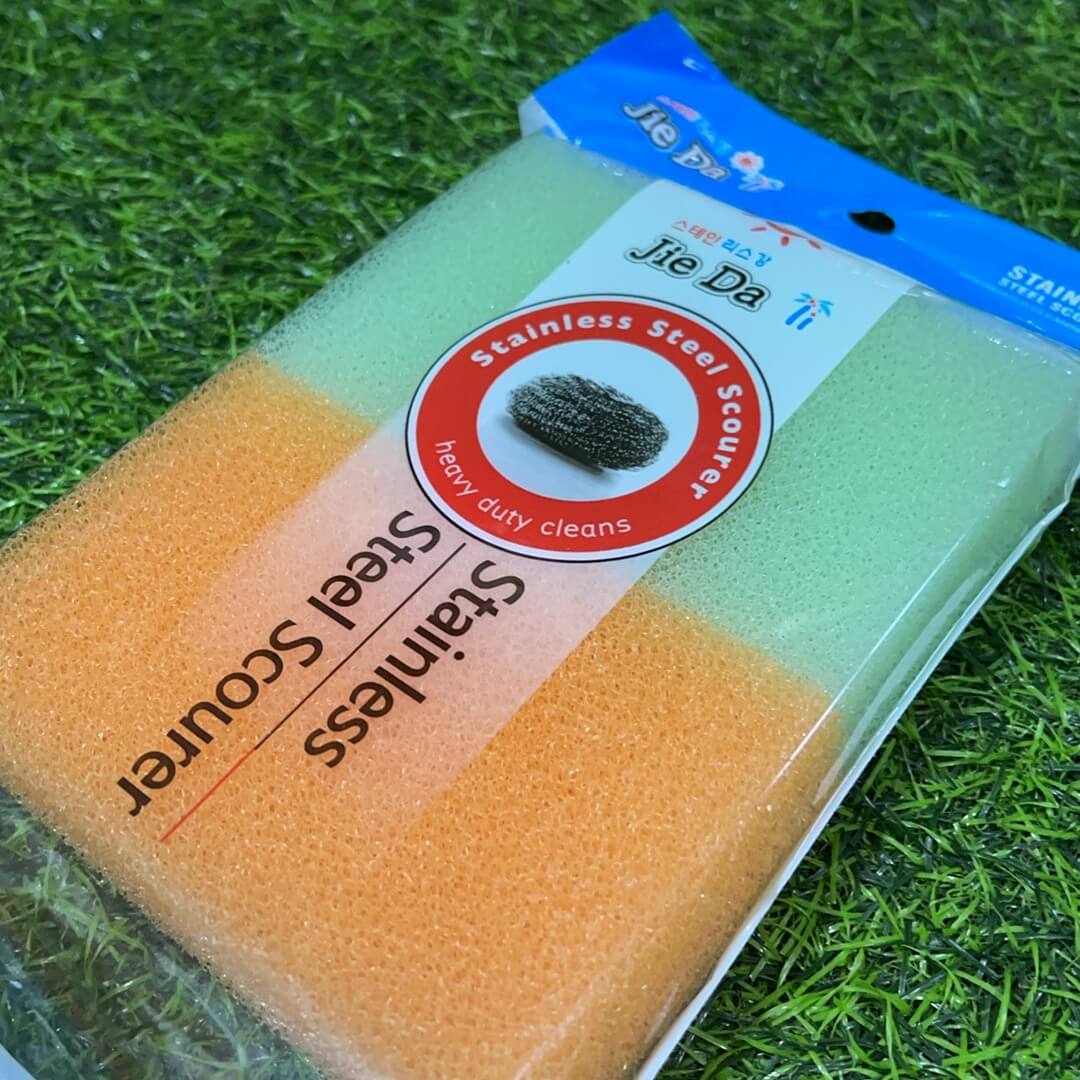 Jie Da
STAIN
STEEL SCO
스테인리스강
Jie Da
Stainless Steel Scourer
heavy duty cleans
Stainless
Steel Scourer